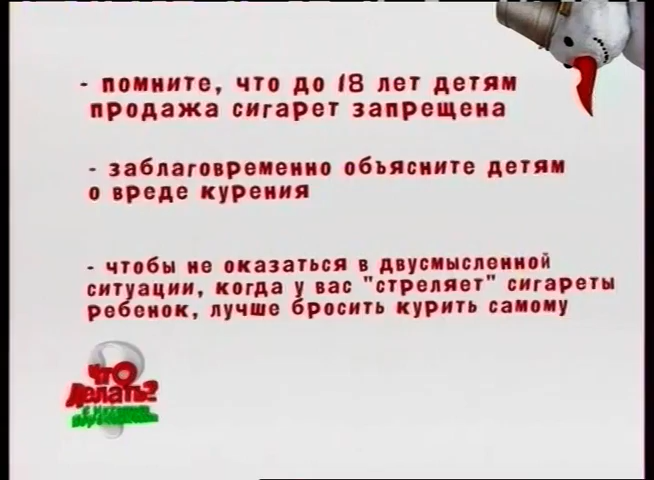 - помните, что до 18 лет детям
продажа сигарет запрещена
- заблаговременно объясните детям
о вреде курения
- чтобы не оказаться в двусмысленной
ситуации, когда у вас "стреляет" сигареты
ребенок, лучше бросить курить самому
Что
делать?